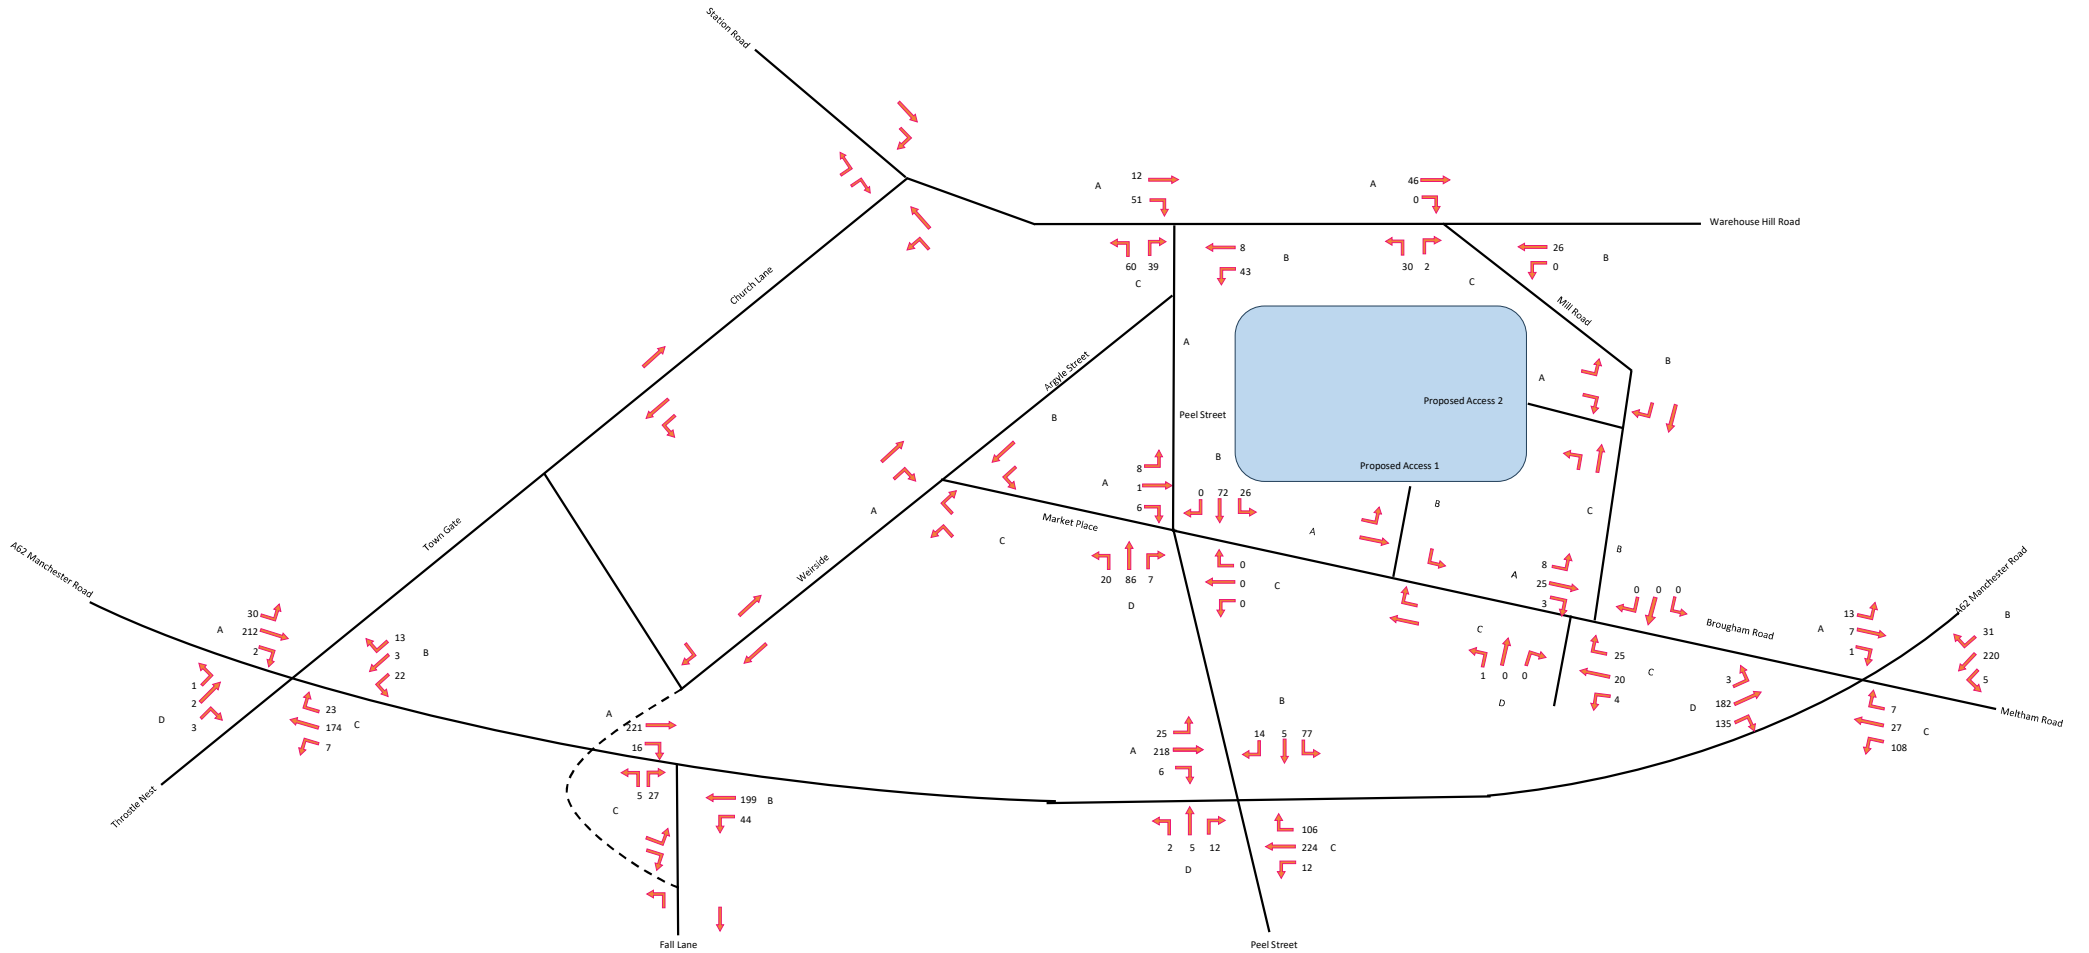 Station Road
12
A
51
46
A
0
Warehouse Hill Road
60 39
C
8
B
43
30 2
C
26
B
0
Church Lane
Mill Road
A
B
Argyle Street
A
Peel Street
Proposed Access 2
B
B
A
8
1
6
0 72 26
Proposed Access 1
B
A
Market Place
C
A
C
B
Town Gate
Weirside
A62 Manchester Road
20 86 7
D
0
0
C
0
A
8
25
3
0 0 0
A62 Manchester Road
30
A
212
2
13
3
B
22
C
1 0 0
D
25
20
C
4
Brougham Road
13
A
7
1
B
31
220
5
1
2
D
3
23
174
C
7
3
182
D
135
7
27
C
108
Meltham Road
A
221
16
B
25
A
218
6
14 5 77
Throstle Nest
5 27
C
199 B
44
2 5 12
D
106
224 C
12
Fall Lane
Peel Street